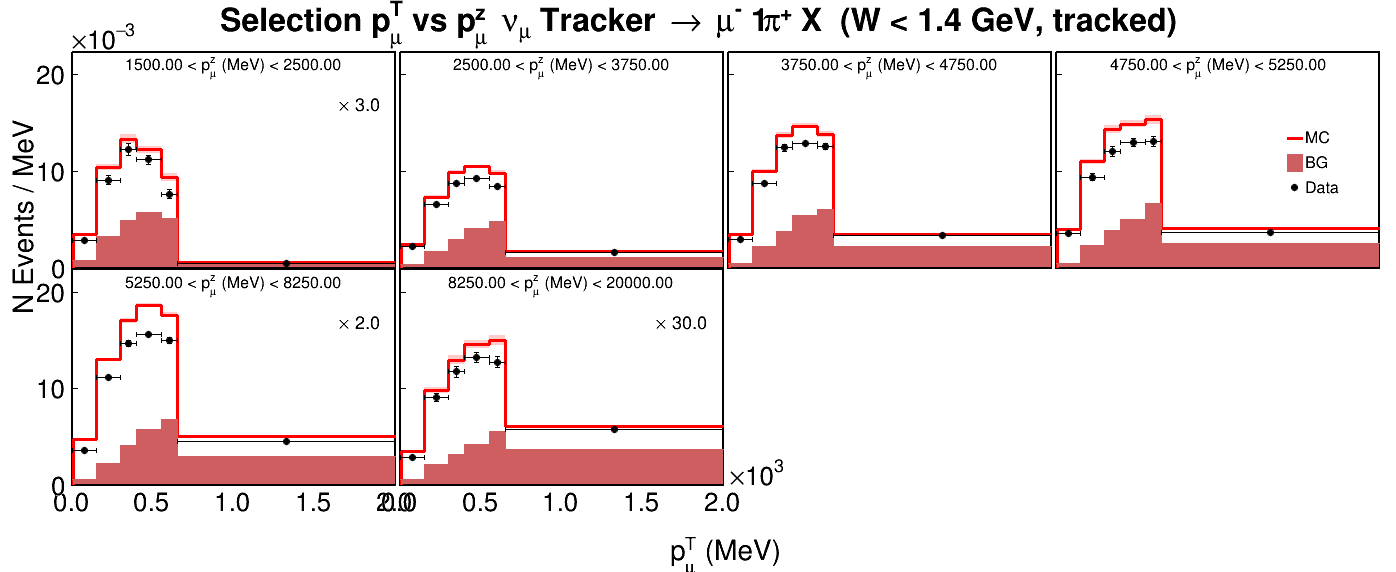 Selection p_μ^T vs p_μ^z ν_μ Tracker → μ⁻ 1π⁺ X (W < 1.4 GeV, tracked)
×10⁻³
1500.00 < p_μ^z (MeV) < 2500.00
2500.00 < p_μ^z (MeV) < 3750.00
3750.00 < p_μ^z (MeV) < 4750.00
4750.00 < p_μ^z (MeV) < 5250.00
× 3.0
MC
BG
Data
20
10
0
N Events / MeV
5250.00 < p_μ^z (MeV) < 8250.00
8250.00 < p_μ^z (MeV) < 20000.00
× 2.0
× 30.0
20
10
0
0.0 0.5 1.0 1.5 2.0
0.0 0.5 1.0 1.5 2.0
×10³
p_μ^T (MeV)